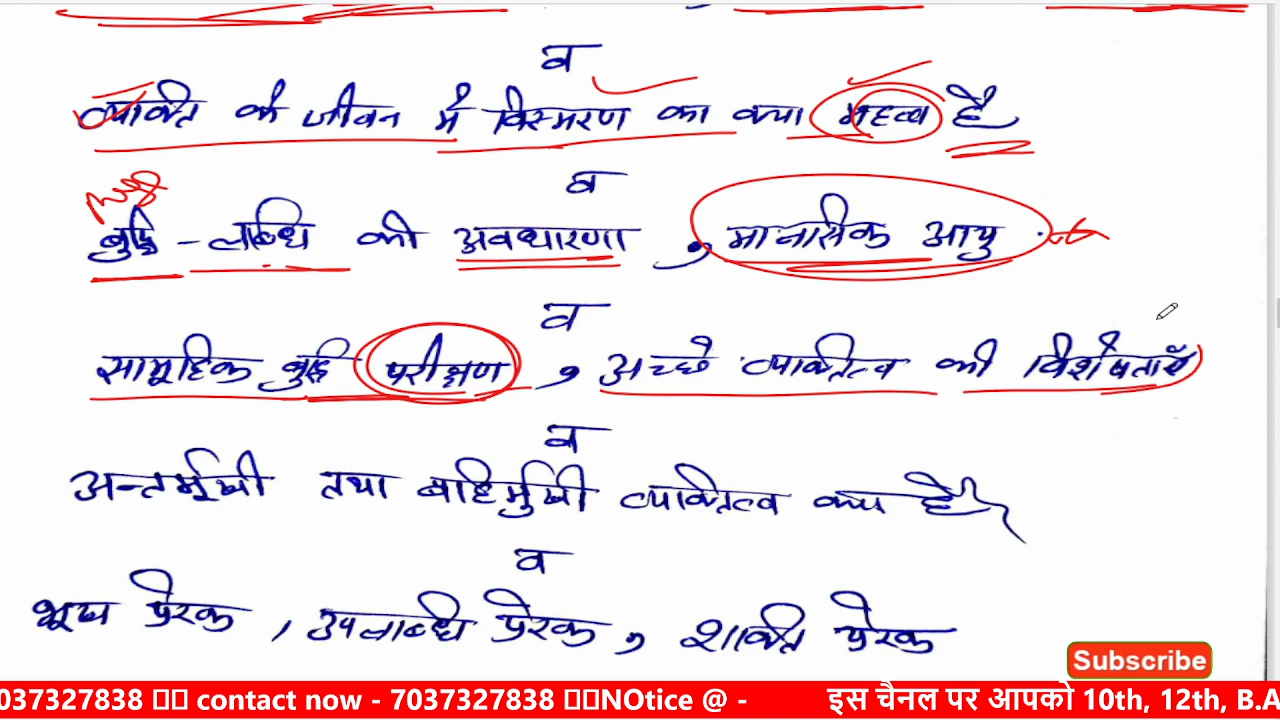 व
व्यक्ति के जीवन में विस्मरण का क्या महत्व है
व
बुद्धि - लब्धि की अवधारणा , मानसिक आयु .
व
सामूहिक बुद्धि परीक्षण , अच्छे व्यक्तित्व की विशेषतायें
व
अन्तर्मुखी तथा बहिर्मुखी व्यक्तित्व क्या है
व
भूख प्रेरक , उपलब्धि प्रेरक , शक्ति प्रेरक
Subscribe
037327838 contact now - 7037327838 NOtice @ - इस चैनल पर आपको 10th, 12th, B.A